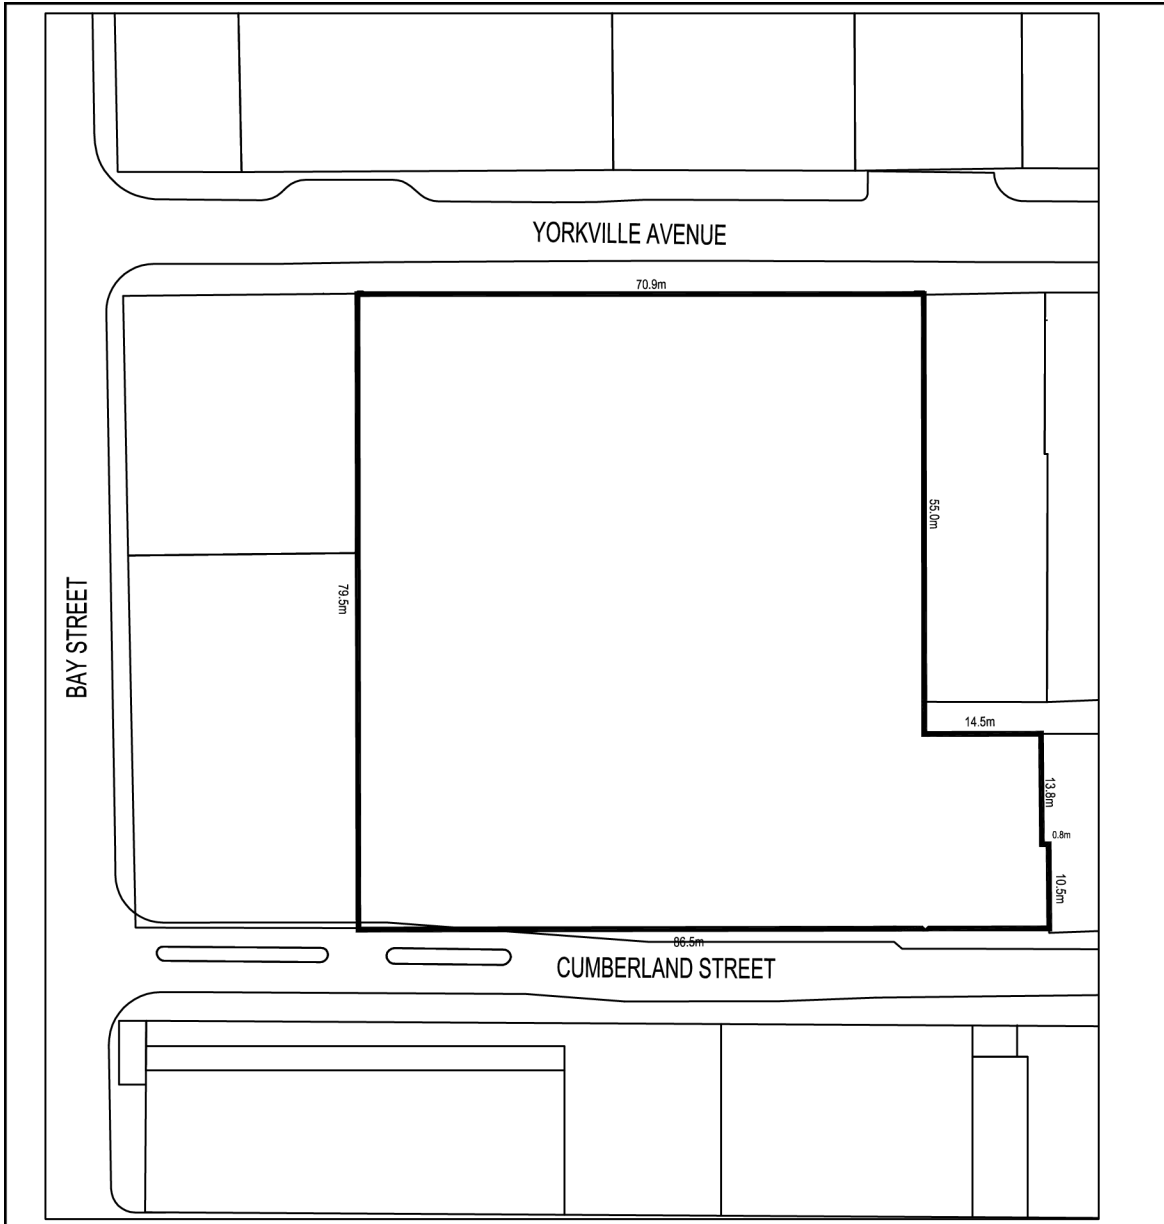 YORKVILLE AVENUE
70.9m
55.0m
79.5m
BAY STREET
14.5m
13.8m
0.8m
10.5m
86.5m
CUMBERLAND STREET